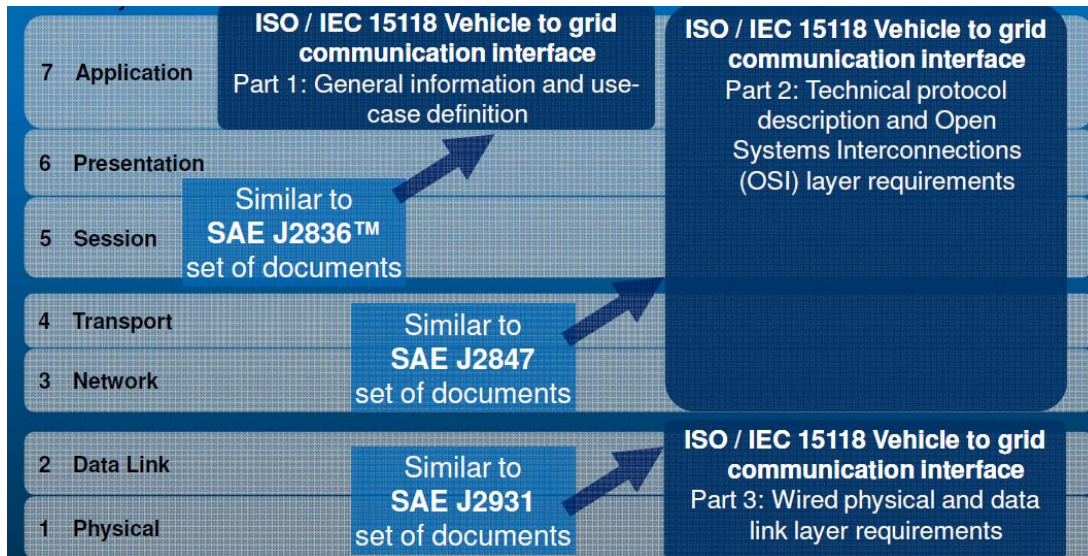 ISO / IEC 15118 Vehicle to grid
communication interface
Part 1: General information and use-
case definition
ISO / IEC 15118 Vehicle to grid
communication interface
Part 2: Technical protocol
description and Open
Systems Interconnections
(OSI) layer requirements
7 Application
6 Presentation
Similar to
SAE J2836™
set of documents
5 Session
4 Transport
Similar to
SAE J2847
set of documents
3 Network
ISO / IEC 15118 Vehicle to grid
communication interface
Part 3: Wired physical and data
link layer requirements
2 Data Link
Similar to
SAE J2931
set of documents
1 Physical